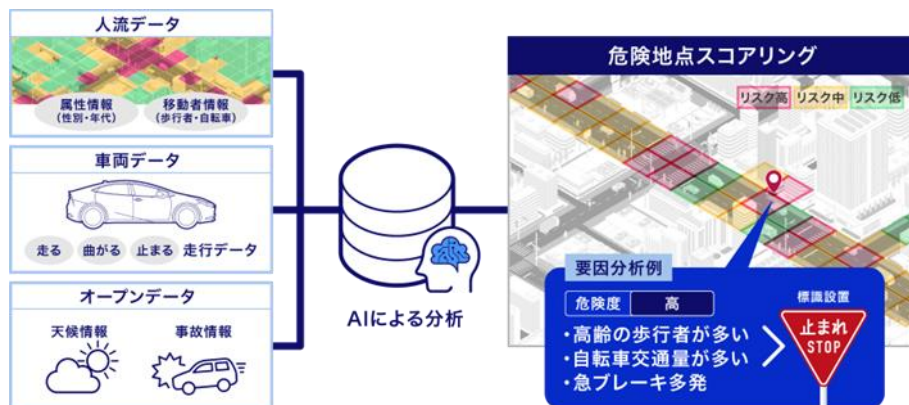 人流データ
属性情報
(性別・年代)
移動者情報
(歩行者・自転車)
車両データ
走る
曲がる
止まる
走行データ
オープンデータ
天候情報
事故情報
AIによる分析
危険地点スコアリング
リスク高
リスク中
リスク低
要因分析例
危険度
高
・高齢の歩行者が多い
・自転車交通量が多い
・急ブレーキ多発
標識設置
止まれ
STOP